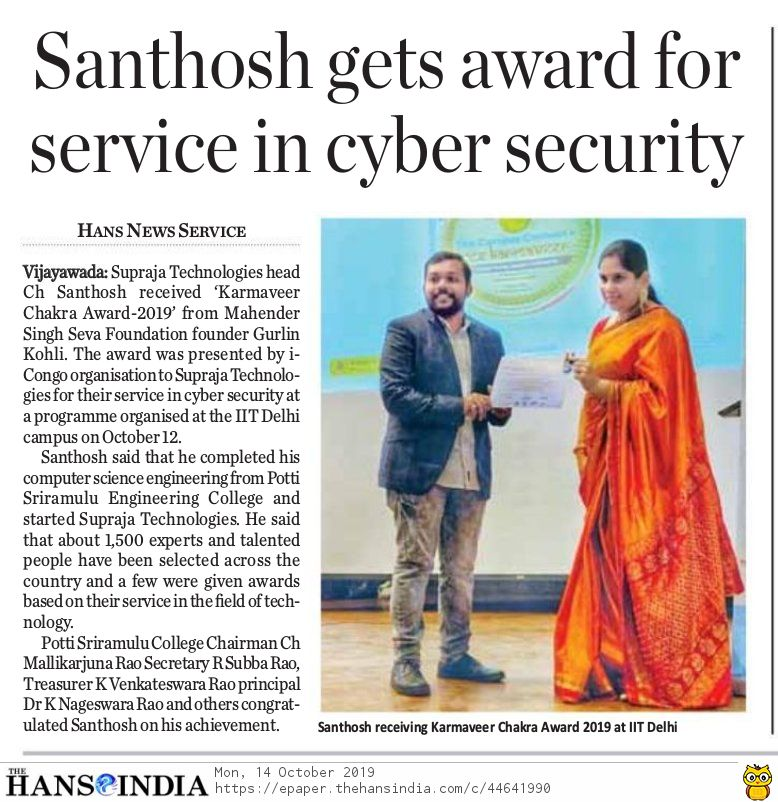 Santhosh gets award for
service in cyber security
HANS NEWS SERVICE
Vijayawada: Supraja Technologies head
Ch Santhosh received ‘Karmaveer
Chakra Award-2019’ from Mahender
Singh Seva Foundation founder Gurlin
Kohli. The award was presented by i-
Congo organisation to Supraja Technolo-
gies for their service in cyber security at
a programme organised at the IIT Delhi
campus on October 12.
Santhosh said that he completed his
computer science engineering from Potti
Sriramulu Engineering College and
started Supraja Technologies. He said
that about 1,500 experts and talented
people have been selected across the
country and a few were given awards
based on their service in the field of tech-
nology.
Potti Sriramulu College Chairman Ch
Mallikarjuna Rao Secretary R Subba Rao,
Treasurer K Venkateswara Rao principal
Dr K Nageswara Rao and others congrat-
ulated Santhosh on his achievement.
Santhosh receiving Karmaveer Chakra Award 2019 at IIT Delhi
THE
HANS INDIA
Mon, 14 October 2019
https://epaper.thehansindia.com/c/44641990